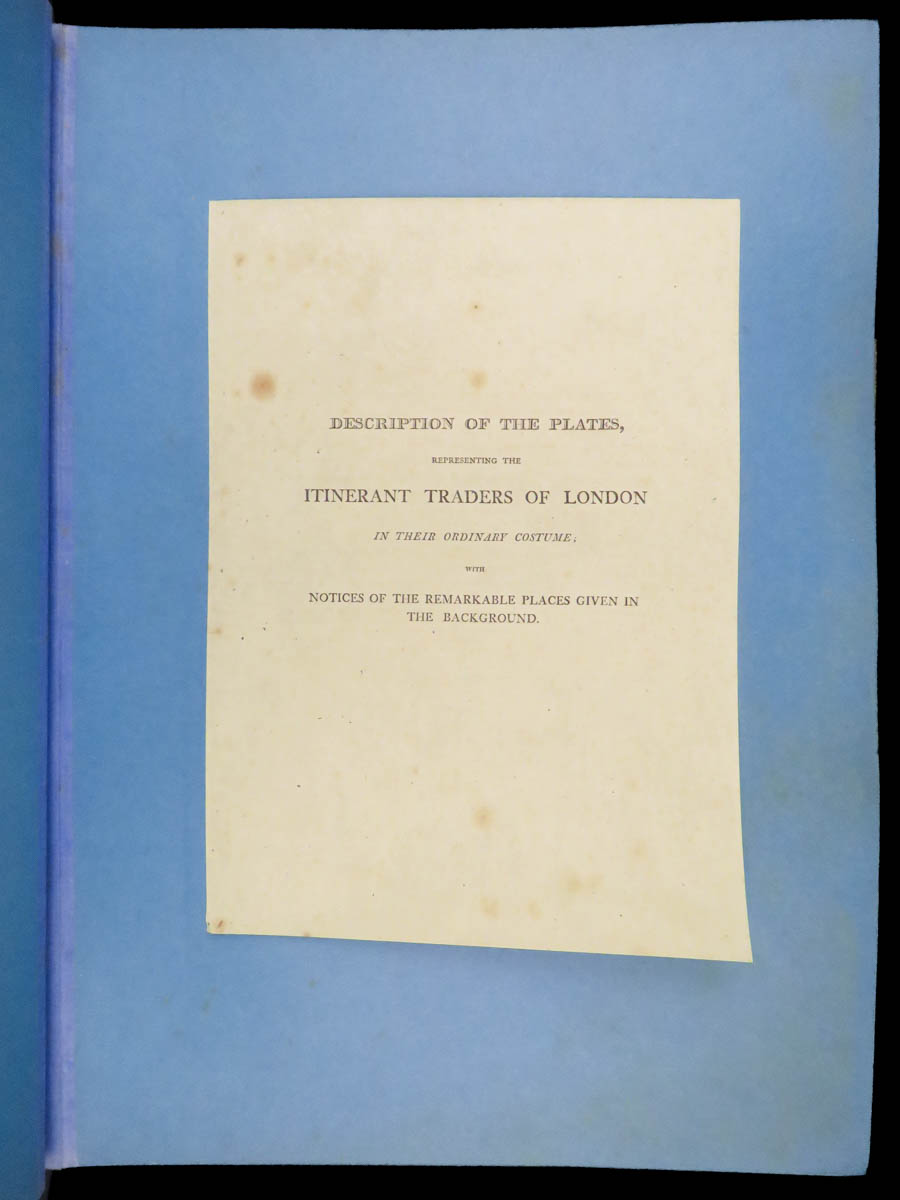 DESCRIPTION OF THE PLATES,
REPRESENTING THE
ITINERANT TRADERS OF LONDON
IN THEIR ORDINARY COSTUME;
WITH
NOTICES OF THE REMARKABLE PLACES GIVEN IN
THE BACKGROUND.